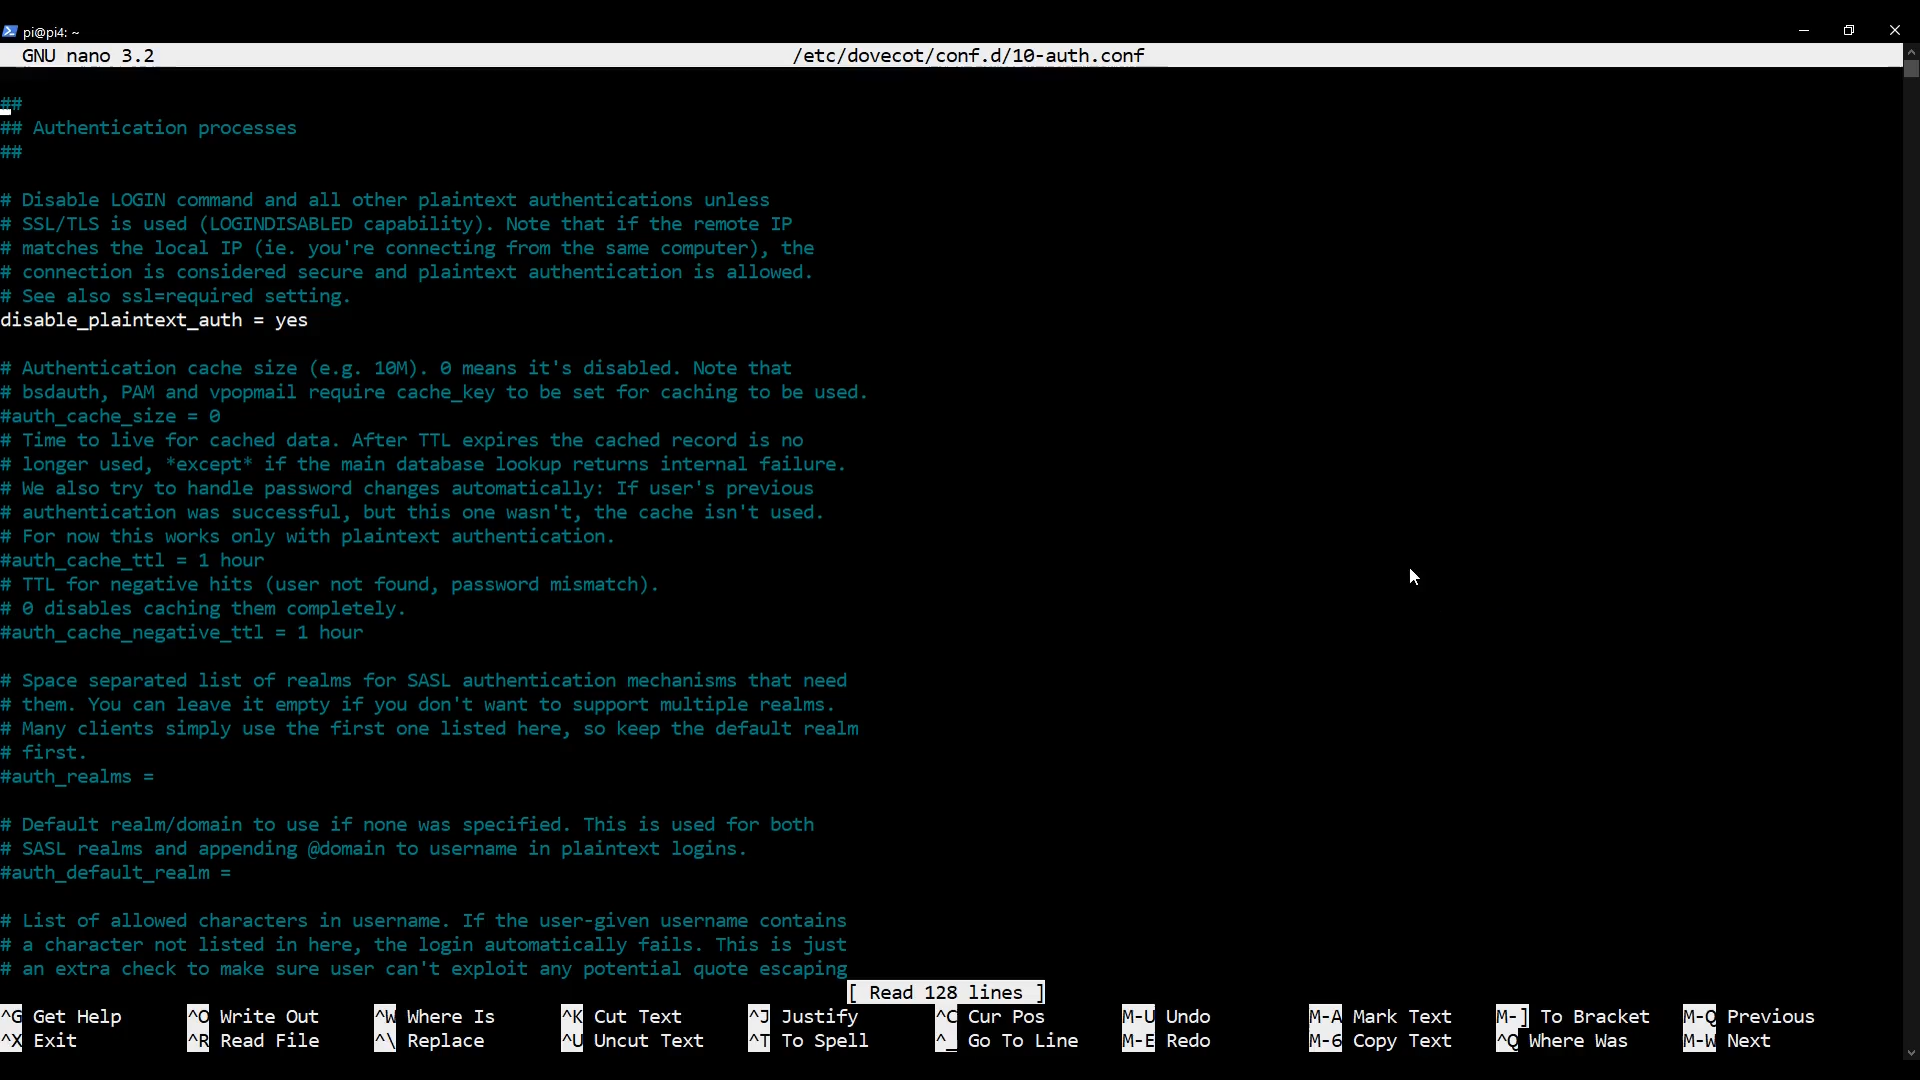 pi@pi4: ~
GNU nano 3.2 /etc/dovecot/conf.d/10-auth.conf
##
## Authentication processes
##
# Disable LOGIN command and all other plaintext authentications unless
# SSL/TLS is used (LOGINDISABLED capability). Note that if the remote IP
# matches the local IP (ie. you're connecting from the same computer), the
# connection is considered secure and plaintext authentication is allowed.
# See also ssl=required setting.
disable_plaintext_auth = yes
# Authentication cache size (e.g. 10M). 0 means it's disabled. Note that
# bsdauth, PAM and vpopmail require cache_key to be set for caching to be used.
#auth_cache_size = 0
# Time to live for cached data. After TTL expires the cached record is no
# longer used, *except* if the main database lookup returns internal failure.
# We also try to handle password changes automatically: If user's previous
# authentication was successful, but this one wasn't, the cache isn't used.
# For now this works only with plaintext authentication.
#auth_cache_ttl = 1 hour
# TTL for negative hits (user not found, password mismatch).
# 0 disables caching them completely.
#auth_cache_negative_ttl = 1 hour
# Space separated list of realms for SASL authentication mechanisms that need
# them. You can leave it empty if you don't want to support multiple realms.
# Many clients simply use the first one listed here, so keep the default realm
# first.
#auth_realms =
# Default realm/domain to use if none was specified. This is used for both
# SASL realms and appending @domain to username in plaintext logins.
#auth_default_realm =
# List of allowed characters in username. If the user-given username contains
# a character not listed in here, the login automatically fails. This is just
# an extra check to make sure user can't exploit any potential quote escaping
[ Read 128 lines ]
^G Get Help ^O Write Out ^W Where Is ^K Cut Text ^J Justify ^C Cur Pos M-U Undo M-A Mark Text M-] To Bracket M-Q Previous
^X Exit ^R Read File ^\ Replace ^U Uncut Text ^T To Spell ^_ Go To Line M-E Redo M-6 Copy Text ^Q Where Was M-W Next